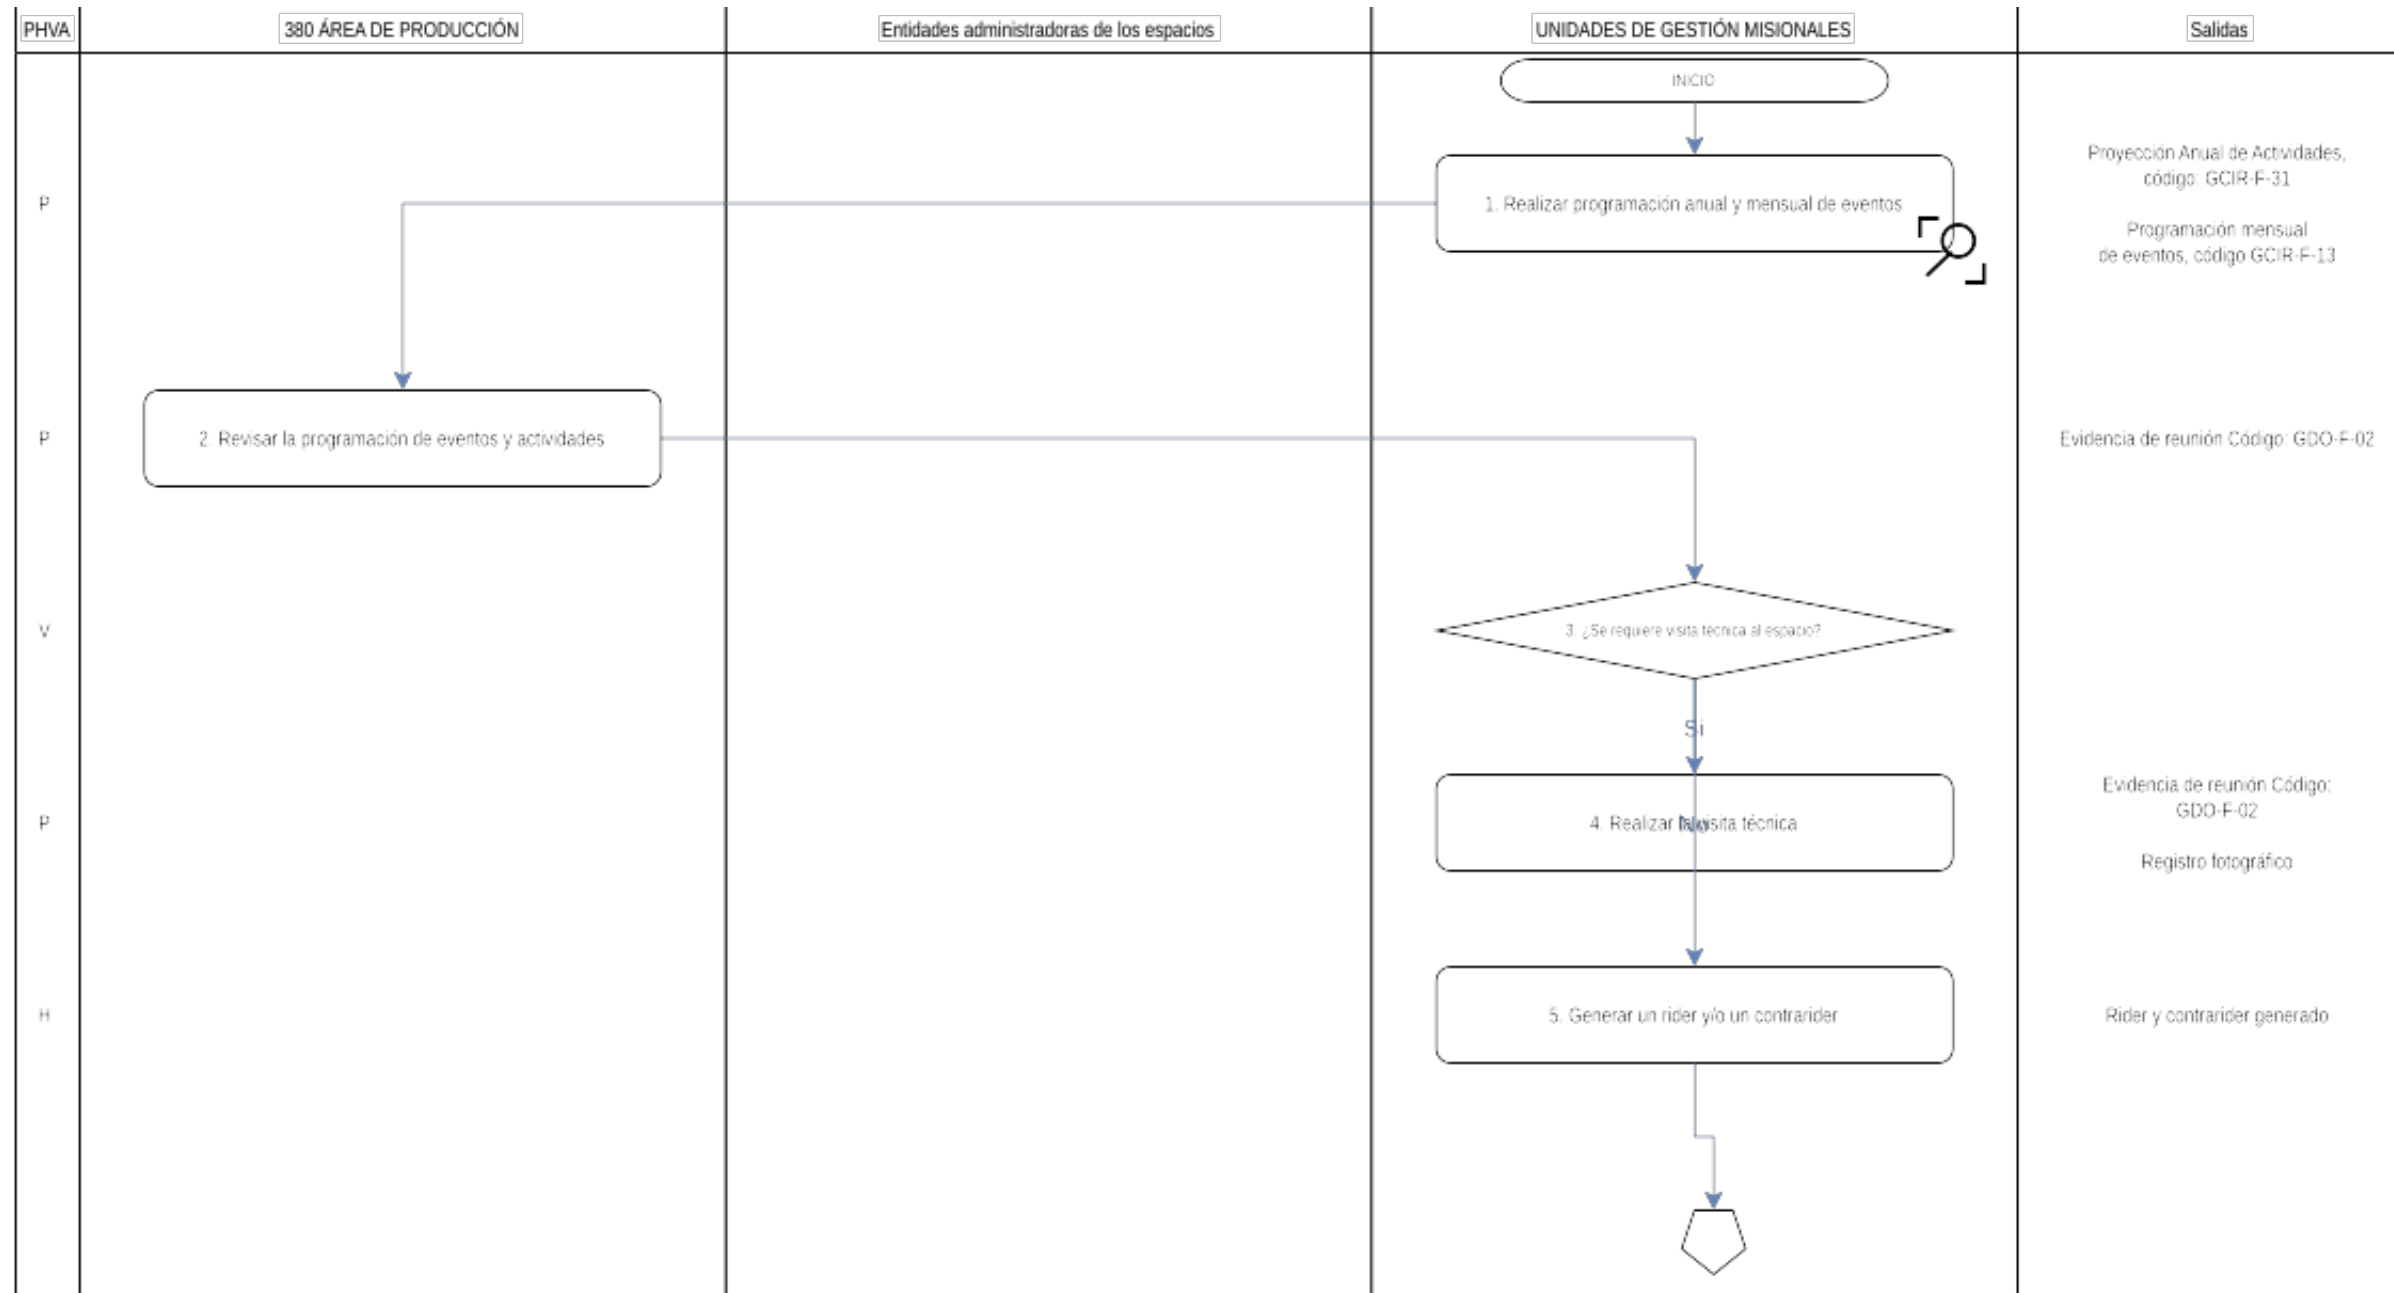 PHVA
380 ÁREA DE PRODUCCIÓN
Entidades administradoras de los espacios
UNIDADES DE GESTIÓN MISIONALES
Salidas
INICIO
P
1. Realizar programación anual y mensual de eventos
Proyección Anual de Actividades,
código: GCIR-F-31
Programación mensual
de eventos, código GCIR-F-13
P
2. Revisar la programación de eventos y actividades
Evidencia de reunión Código: GDO-F-02
V
3. ¿Se requiere visita técnica al espacio?
Si
P
4. Realizar la visita técnica
No
Evidencia de reunión Código:
GDO-F-02
Registro fotográfico
H
5. Generar un rider y/o un contrarider
Rider y contrarider generado